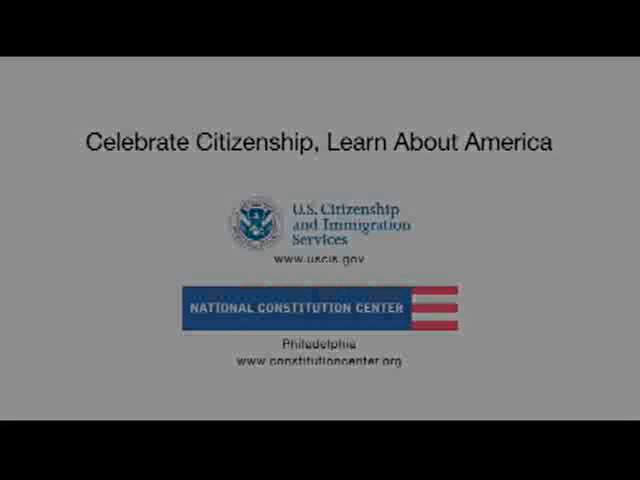 Celebrate Citizenship, Learn About America
U.S. Citizenship
and Immigration
Services
www.uscis.gov
NATIONAL CONSTITUTION CENTER
Philadelphia
www.constitutioncenter.org